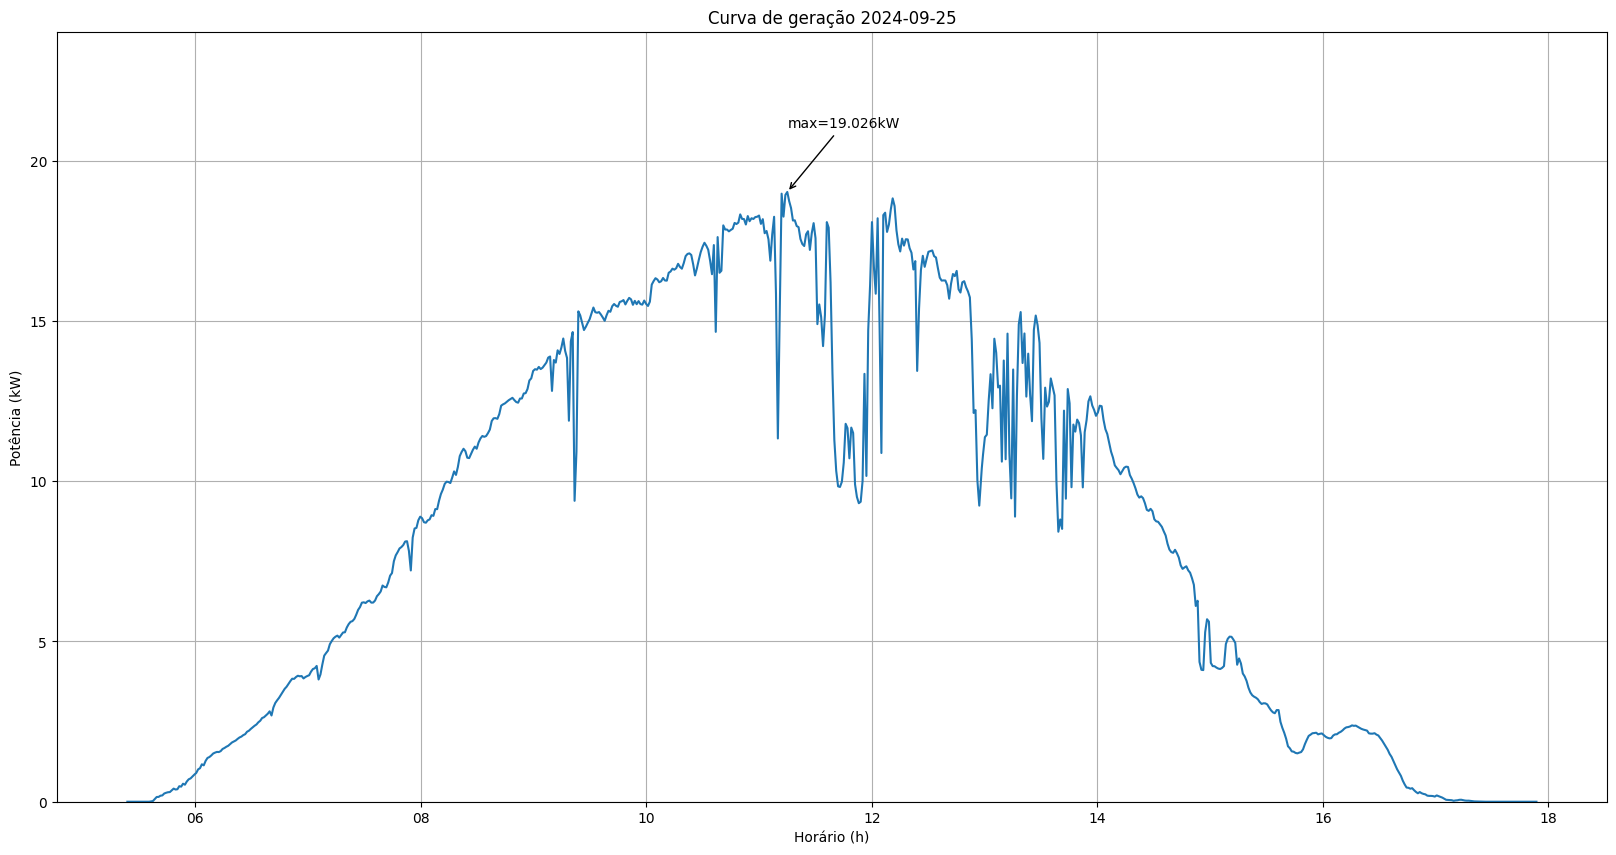 Curva de geração 2024-09-25
max=19.026kW
Potência (kW)
20
15
10
5
0
06 08 10 12 14 16 18
Horário (h)